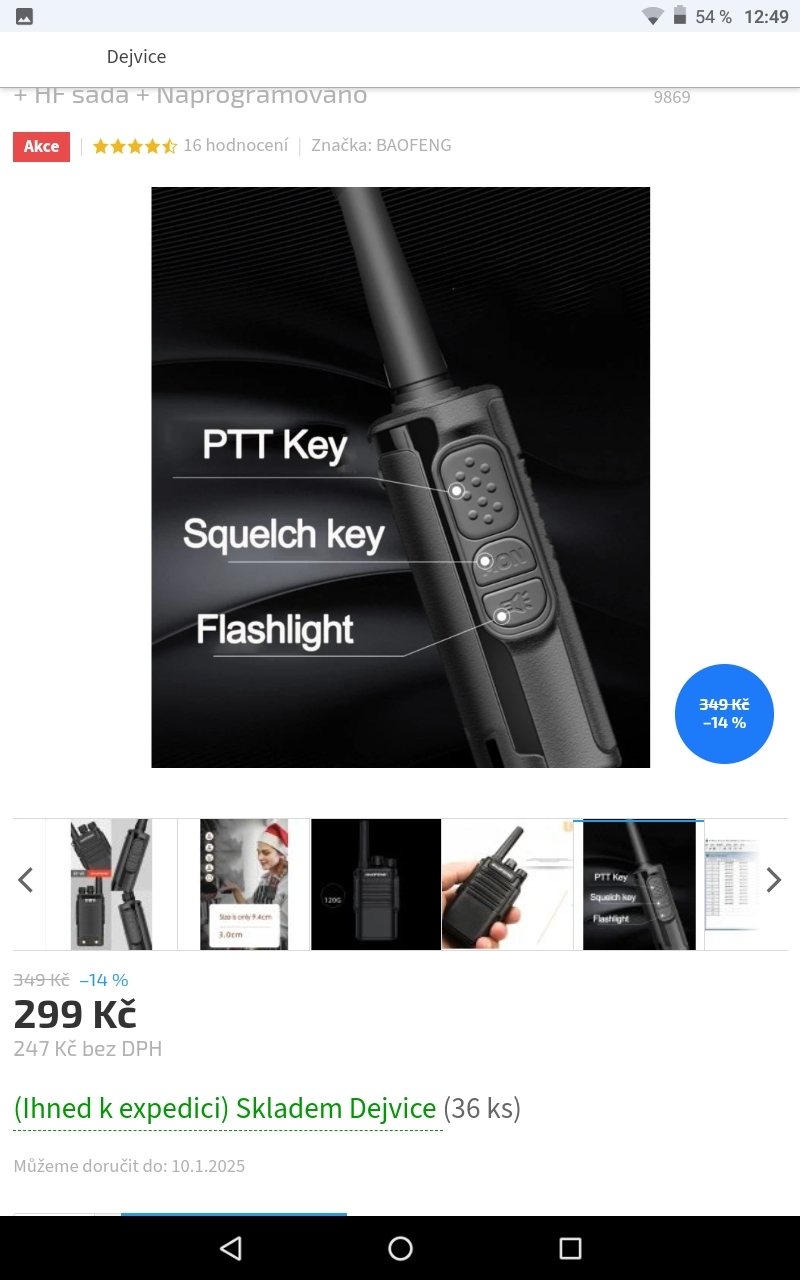 54 % 12:49
Dejvice
+ HF sada + Naprogramováno
9869
Akce
16 hodnocení
Značka: BAOFENG
PTT Key
Squelch key
MON
Flashlight
349 Kč
–14 %
Size is only 9.4cm
3.0cm
120G
PTT Key
Squelch key
Flashlight
349 Kč –14 %
299 Kč
247 Kč bez DPH
(Ihned k expedici) Skladem Dejvice (36 ks)
Můžeme doručit do: 10.1.2025